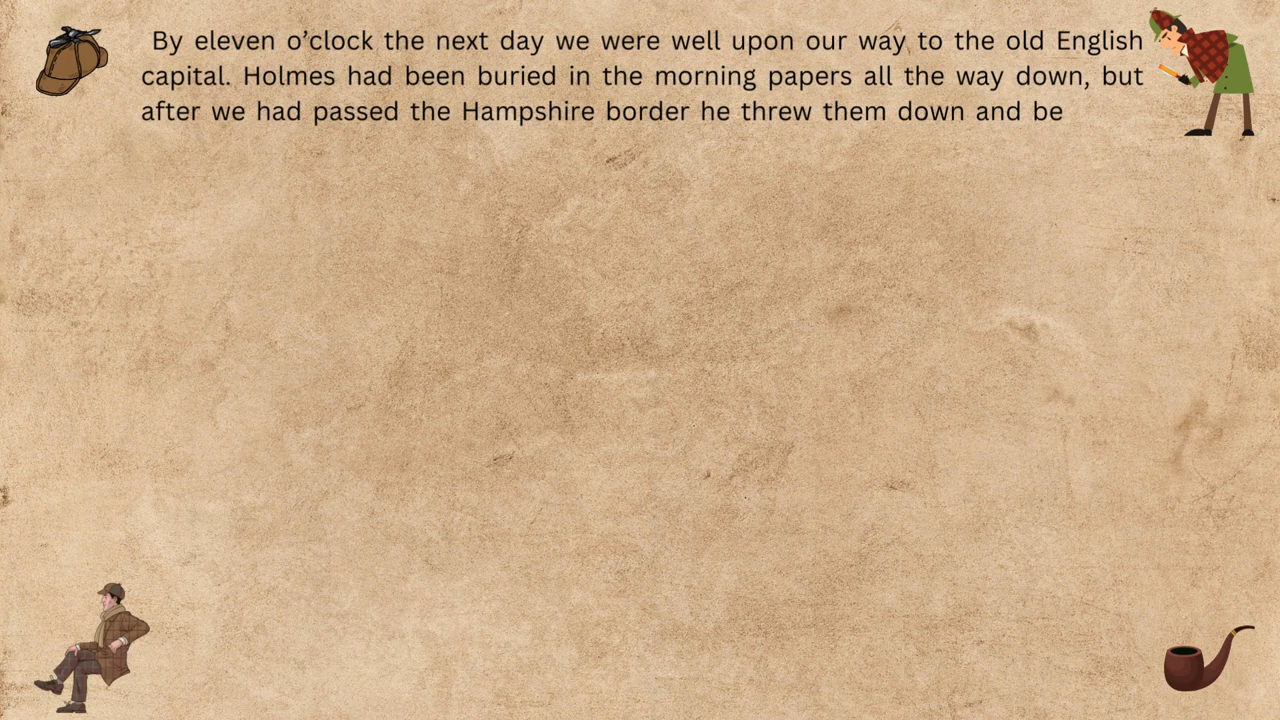 By eleven o’clock the next day we were well upon our way to the old English
capital. Holmes had been buried in the morning papers all the way down, but
after we had passed the Hampshire border he threw them down and be